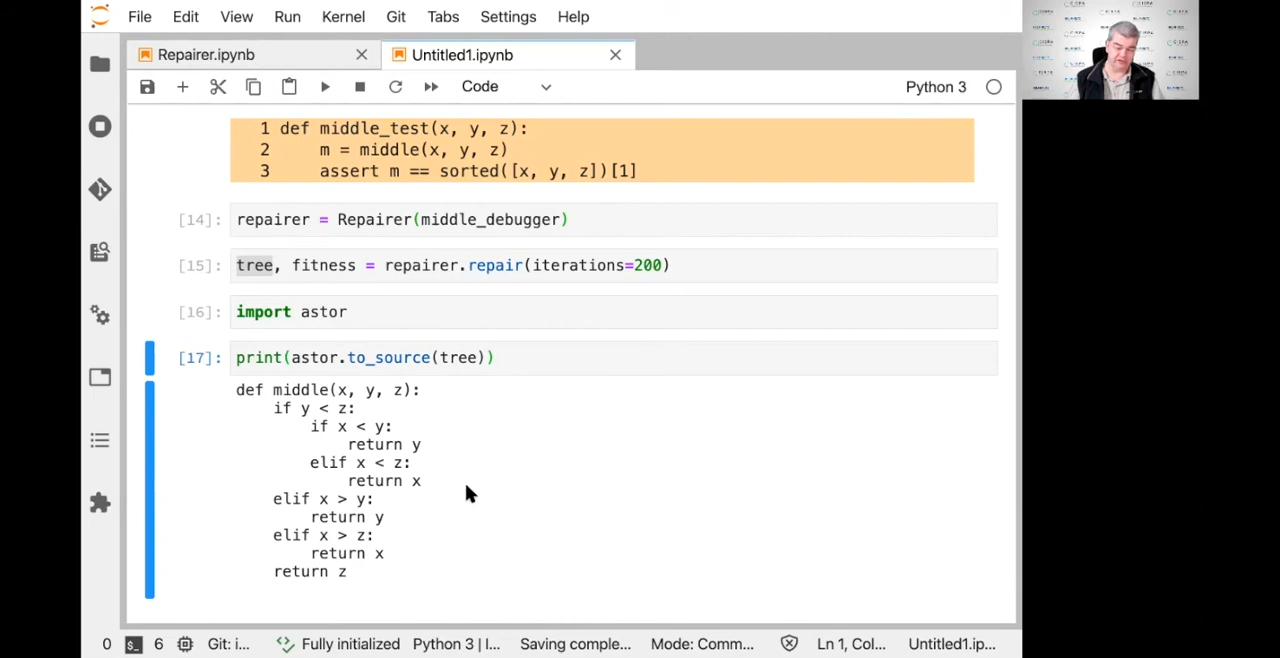 File Edit View Run Kernel Git Tabs Settings Help
Repairer.ipynb
Untitled1.ipynb
Code
Python 3
1 def middle_test(x, y, z):
2 m = middle(x, y, z)
3 assert m == sorted([x, y, z])[1]
[14]: repairer = Repairer(middle_debugger)
[15]: tree, fitness = repairer.repair(iterations=200)
[16]: import astor
[17]: print(astor.to_source(tree))
def middle(x, y, z):
if y < z:
if x < y:
return y
elif x < z:
return x
elif x > y:
return y
elif x > z:
return x
return z
0 6 Git: i... Fully initialized Python 3 | I... Saving comple... Mode: Comm... Ln 1, Col... Untitled1.ip...